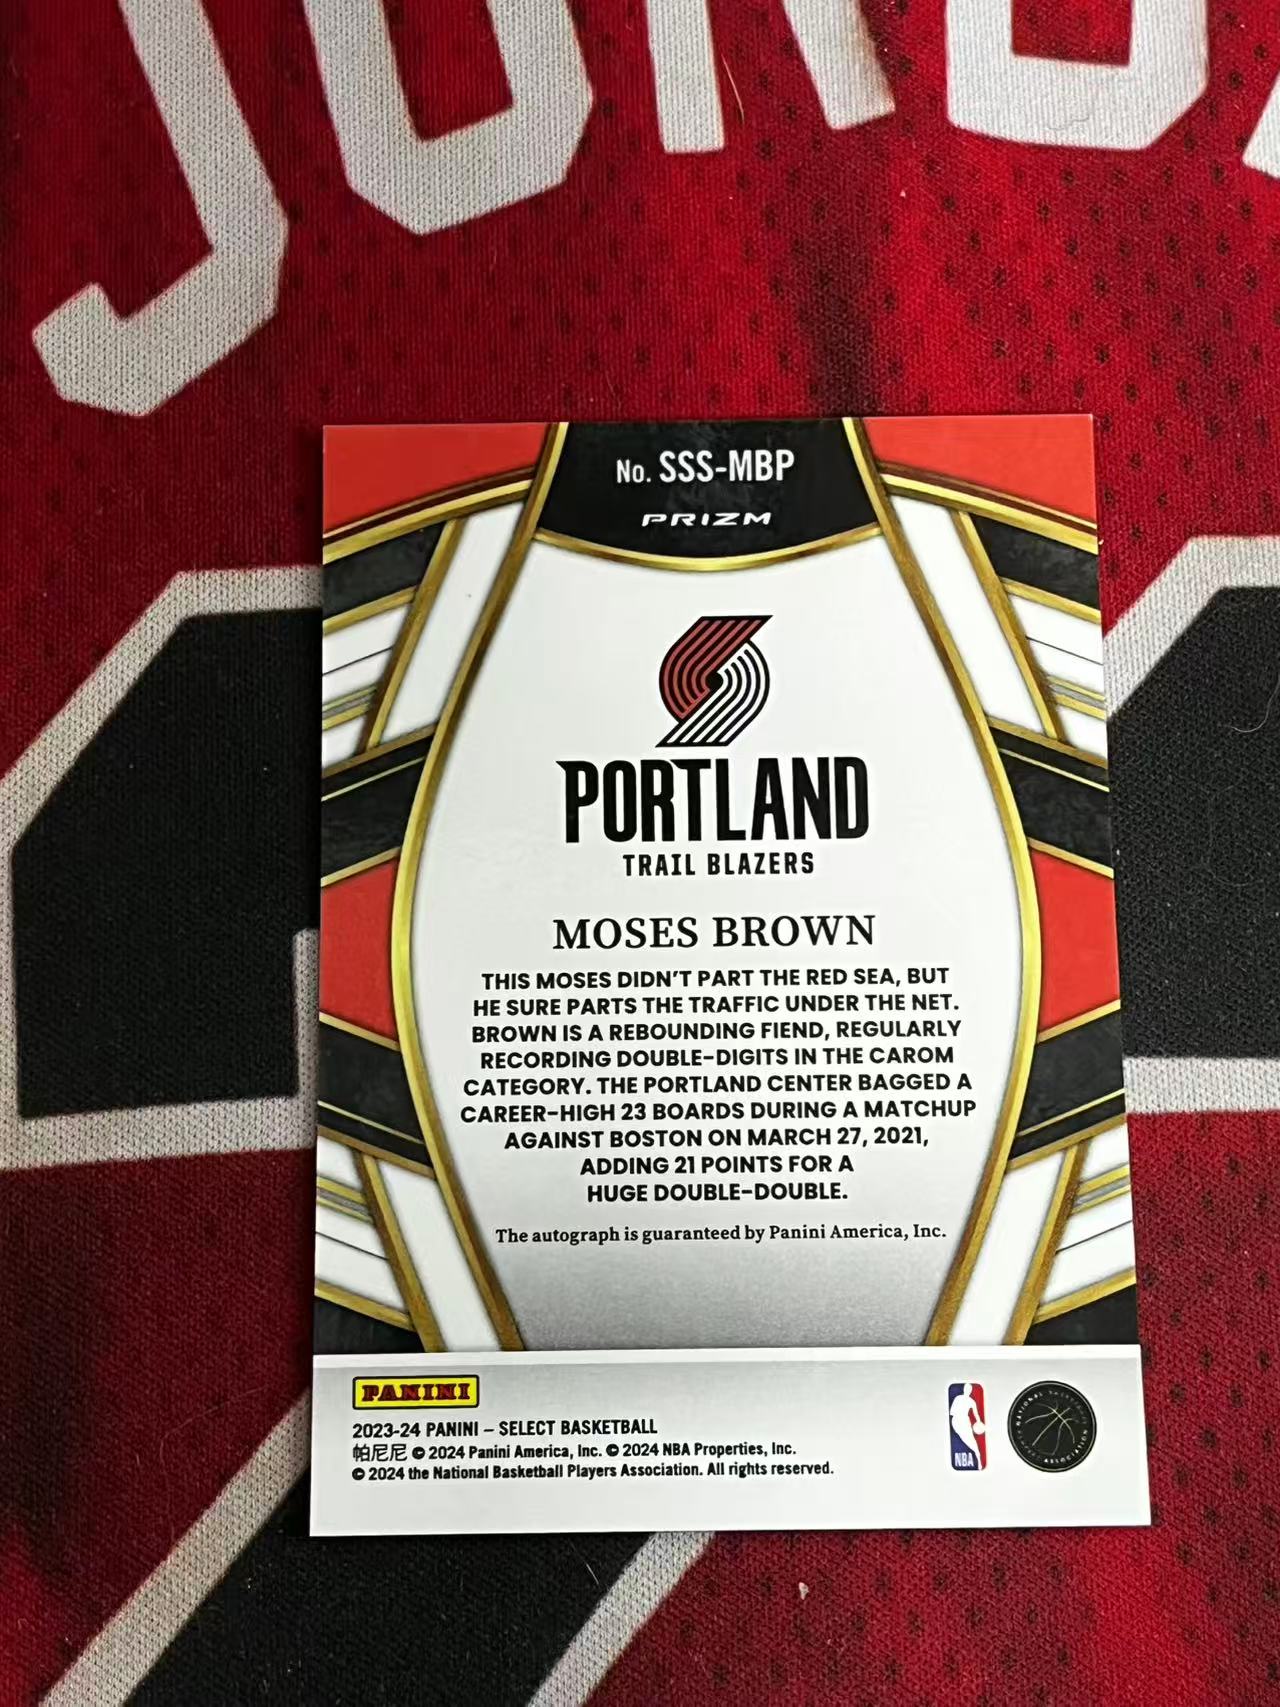 No. SSS-MBP
PRIZM
PORTLAND
TRAIL BLAZERS
MOSES BROWN
THIS MOSES DIDN'T PART THE RED SEA, BUT
HE SURE PARTS THE TRAFFIC UNDER THE NET.
BROWN IS A REBOUNDING FIEND, REGULARLY
RECORDING DOUBLE-DIGITS IN THE CAROM
CATEGORY. THE PORTLAND CENTER BAGGED A
CAREER-HIGH 23 BOARDS DURING A MATCHUP
AGAINST BOSTON ON MARCH 27, 2021,
ADDING 21 POINTS FOR A
HUGE DOUBLE-DOUBLE.
The autograph is guaranteed by Panini America, Inc.
PANINI
2023-24 PANINI – SELECT BASKETBALL
帕尼尼 © 2024 Panini America, Inc. © 2024 NBA Properties, Inc.
© 2024 the National Basketball Players Association. All rights reserved.
NBA